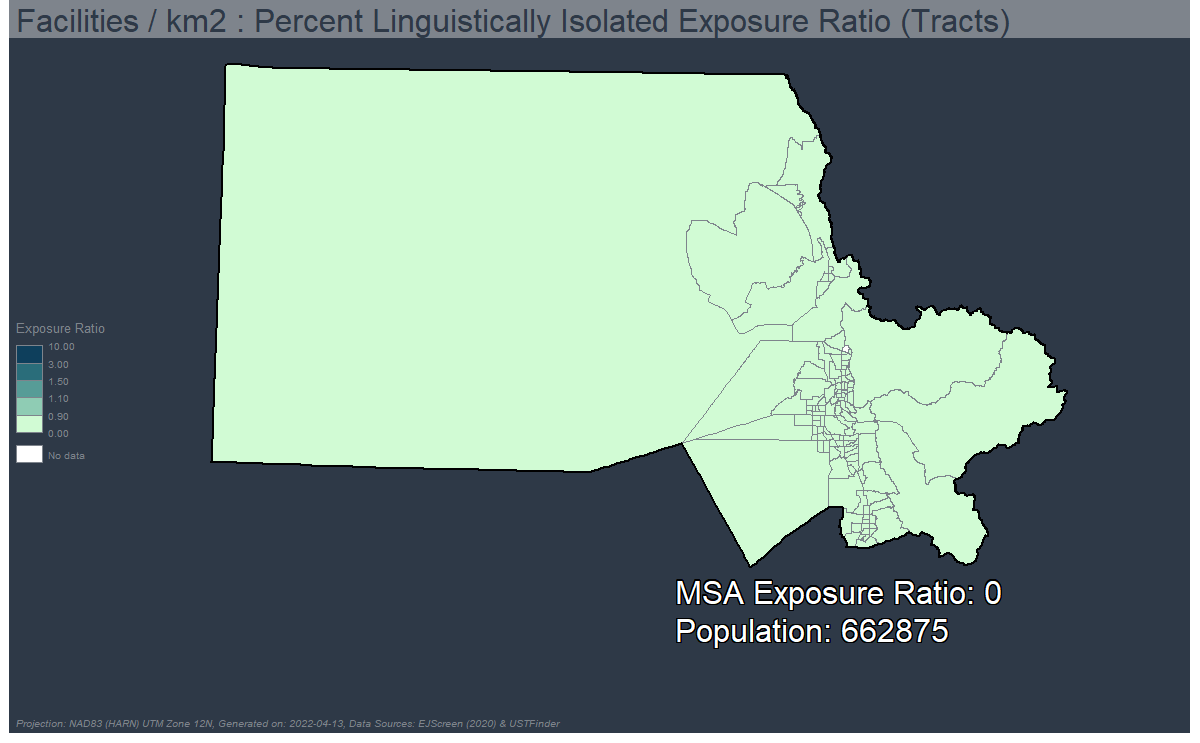 Facilities / km2 : Percent Linguistically Isolated Exposure Ratio (Tracts)
Exposure Ratio
10.00
3.00
1.50
1.10
0.90
0.00
No data
MSA Exposure Ratio: 0
Population: 662875
Projection: NAD83 (HARN) UTM Zone 12N, Generated on: 2022-04-13, Data Sources: EJScreen (2020) & USTFinder